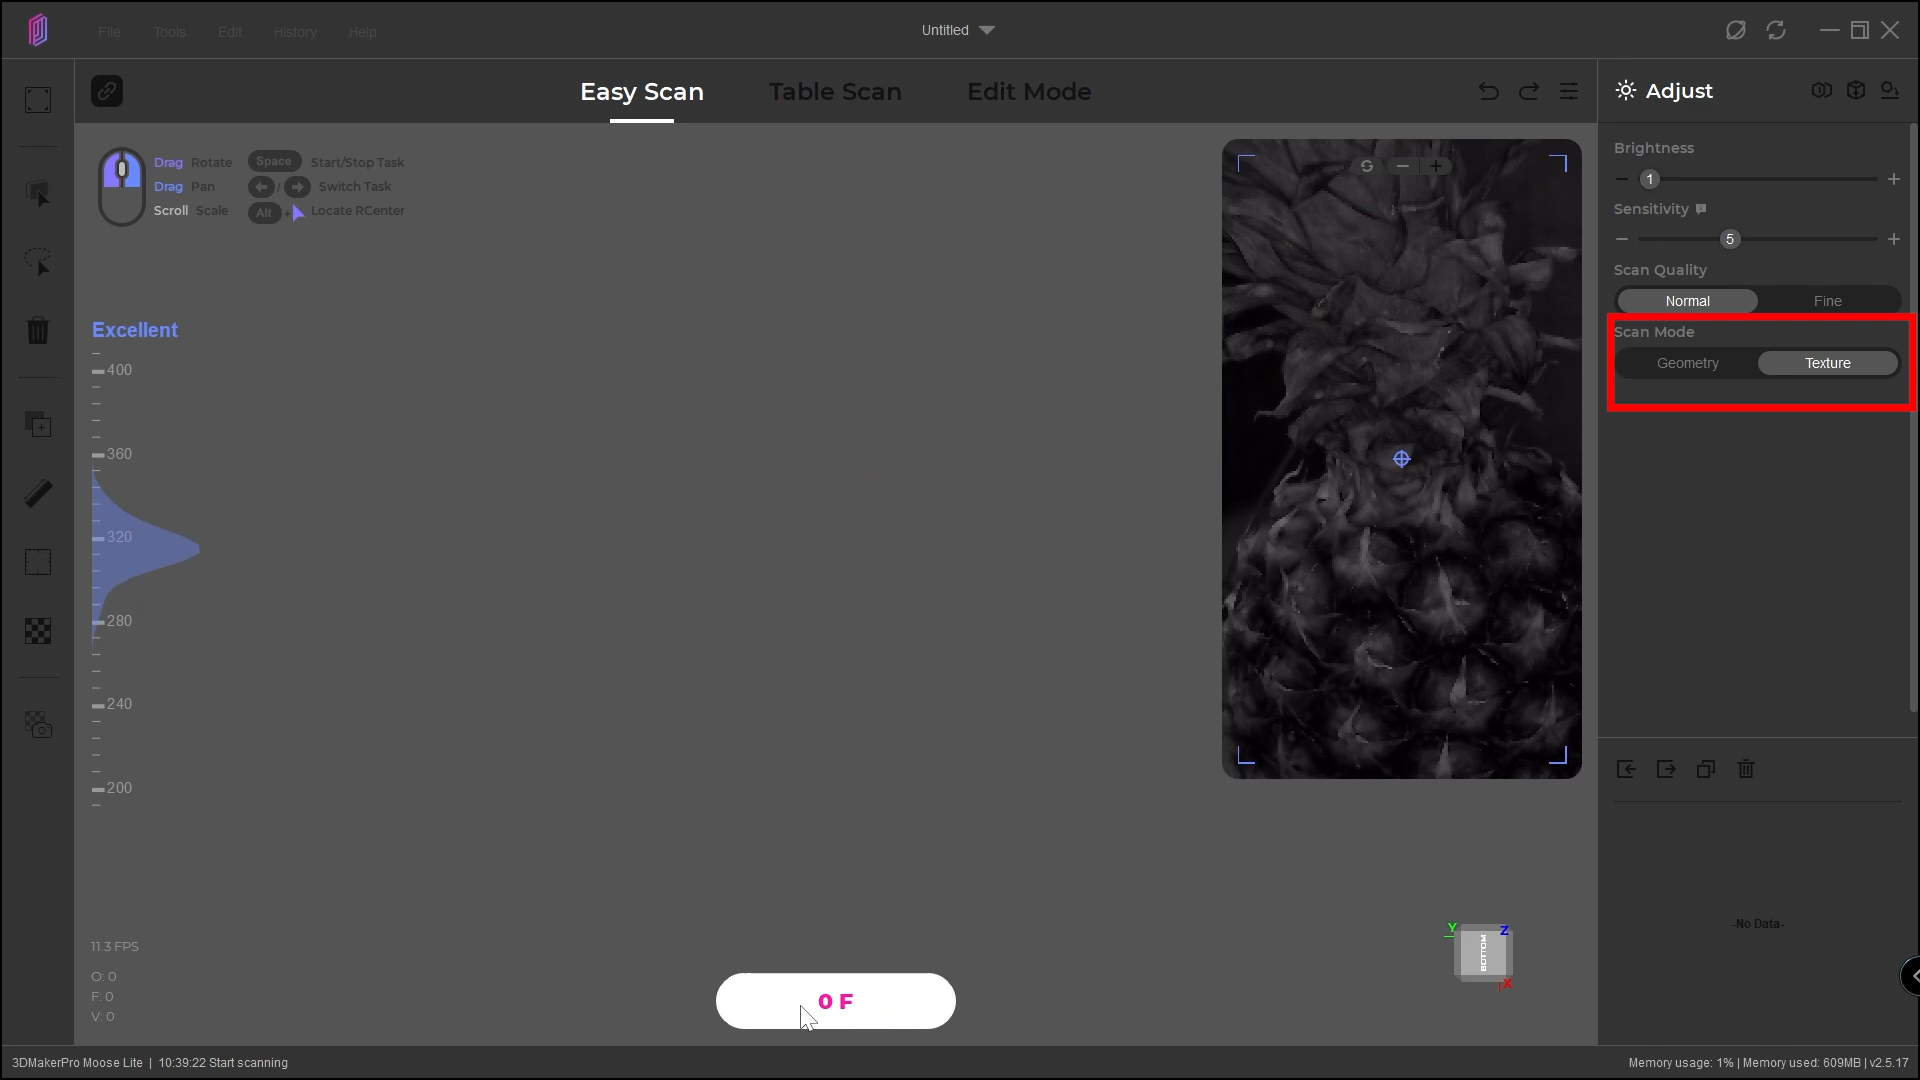 File Tools Edit History Help
Untitled
Easy Scan Table Scan Edit Mode
Adjust
Drag Rotate Space Start/Stop Task
Drag Pan / Switch Task
Scroll Scale Alt + Locate RCenter
Excellent
400
360
320
280
240
200
11.3 FPS
O: 0
F: 0
V: 0
0 F
Y Z
BOTTOM
X
Brightness
1
Sensitivity
5
Scan Quality
Normal Fine
Scan Mode
Geometry Texture
-No Data-
3DMakerPro Moose Lite | 10:39:22 Start scanning
Memory usage: 1% | Memory used: 609MB | v2.5.17